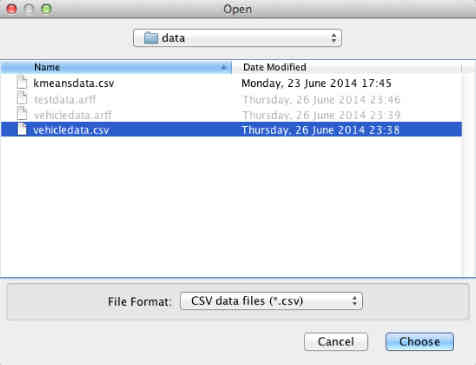 Open
data
Name Date Modified
kmeansdata.csv Monday, 23 June 2014 17:45
testdata.arff Thursday, 26 June 2014 23:46
vehicledata.arff Thursday, 26 June 2014 23:39
vehicledata.csv Thursday, 26 June 2014 23:38
File Format: CSV data files (*.csv)
Cancel Choose